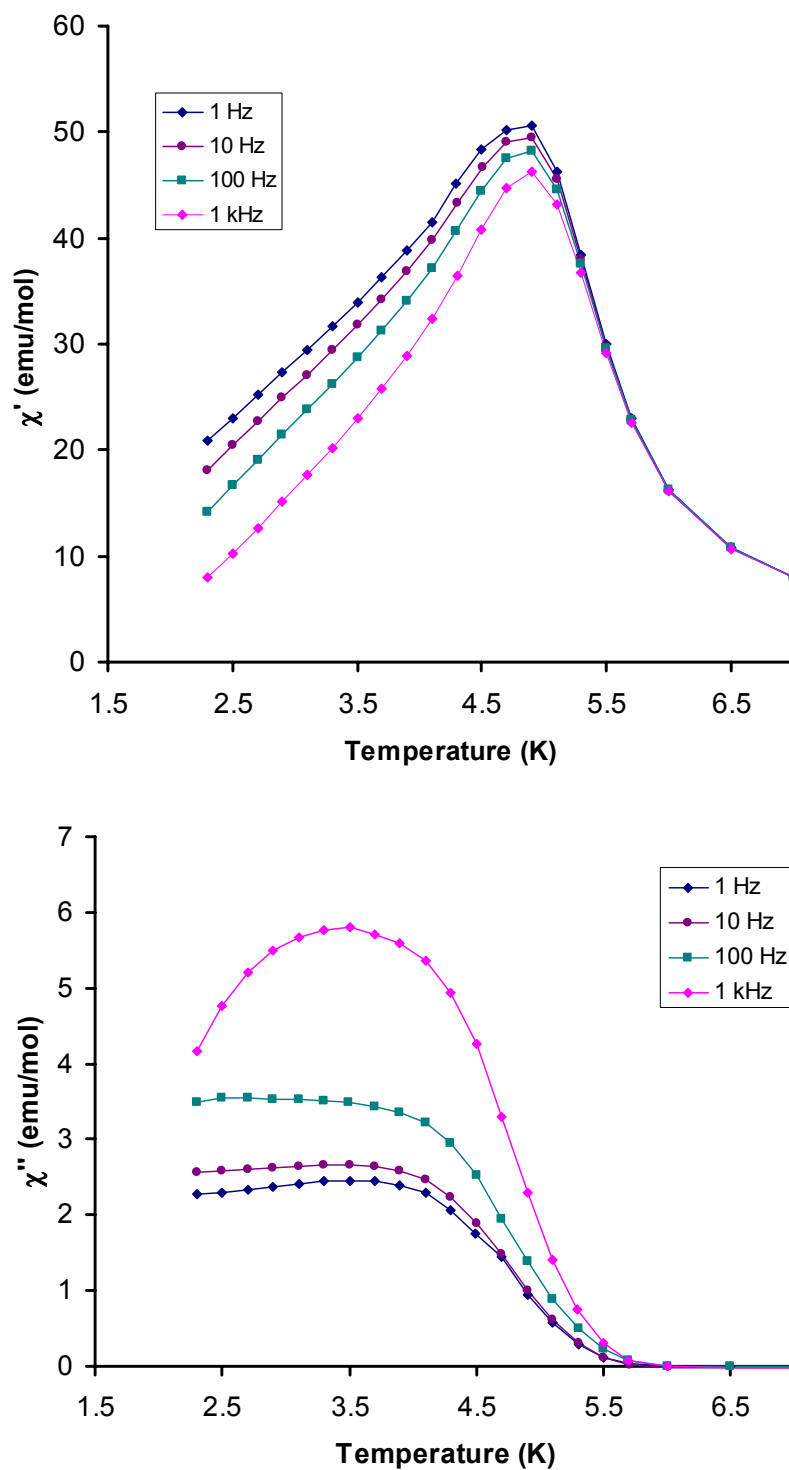 60
50
40
30
20
10
0
χ' (emu/mol)
1 Hz
10 Hz
100 Hz
1 kHz
1.5 2.5 3.5 4.5 5.5 6.5
Temperature (K)
7
6
5
4
3
2
1
0
χ" (emu/mol)
1 Hz
10 Hz
100 Hz
1 kHz
1.5 2.5 3.5 4.5 5.5 6.5
Temperature (K)